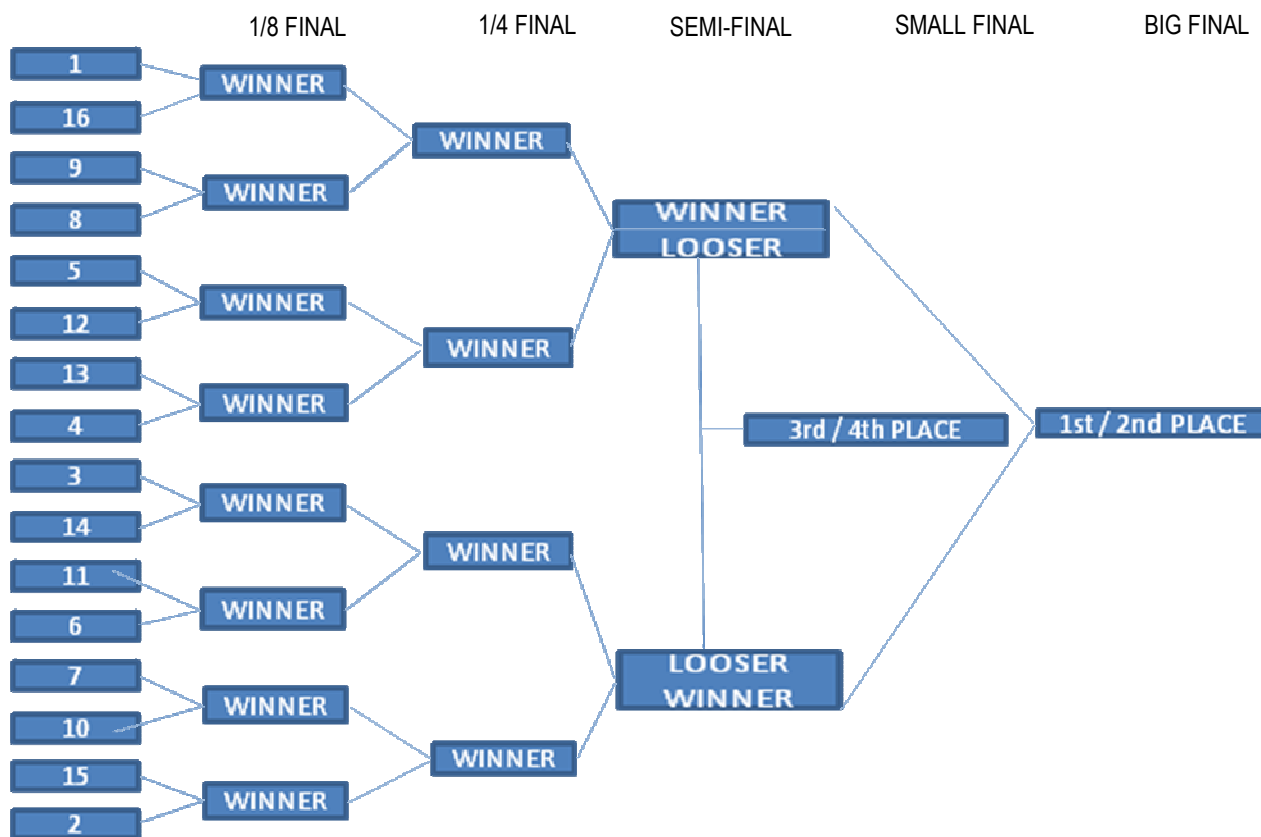 1/8 FINAL
1/4 FINAL
SEMI-FINAL
SMALL FINAL
BIG FINAL
1
16
9
8
5
12
13
4
3
14
11
6
7
10
15
2
WINNER
WINNER
WINNER
WINNER
WINNER
WINNER
WINNER
WINNER
WINNER
WINNER
WINNER
WINNER
WINNER
LOOSER
LOOSER
WINNER
3rd / 4th PLACE
1st / 2nd PLACE